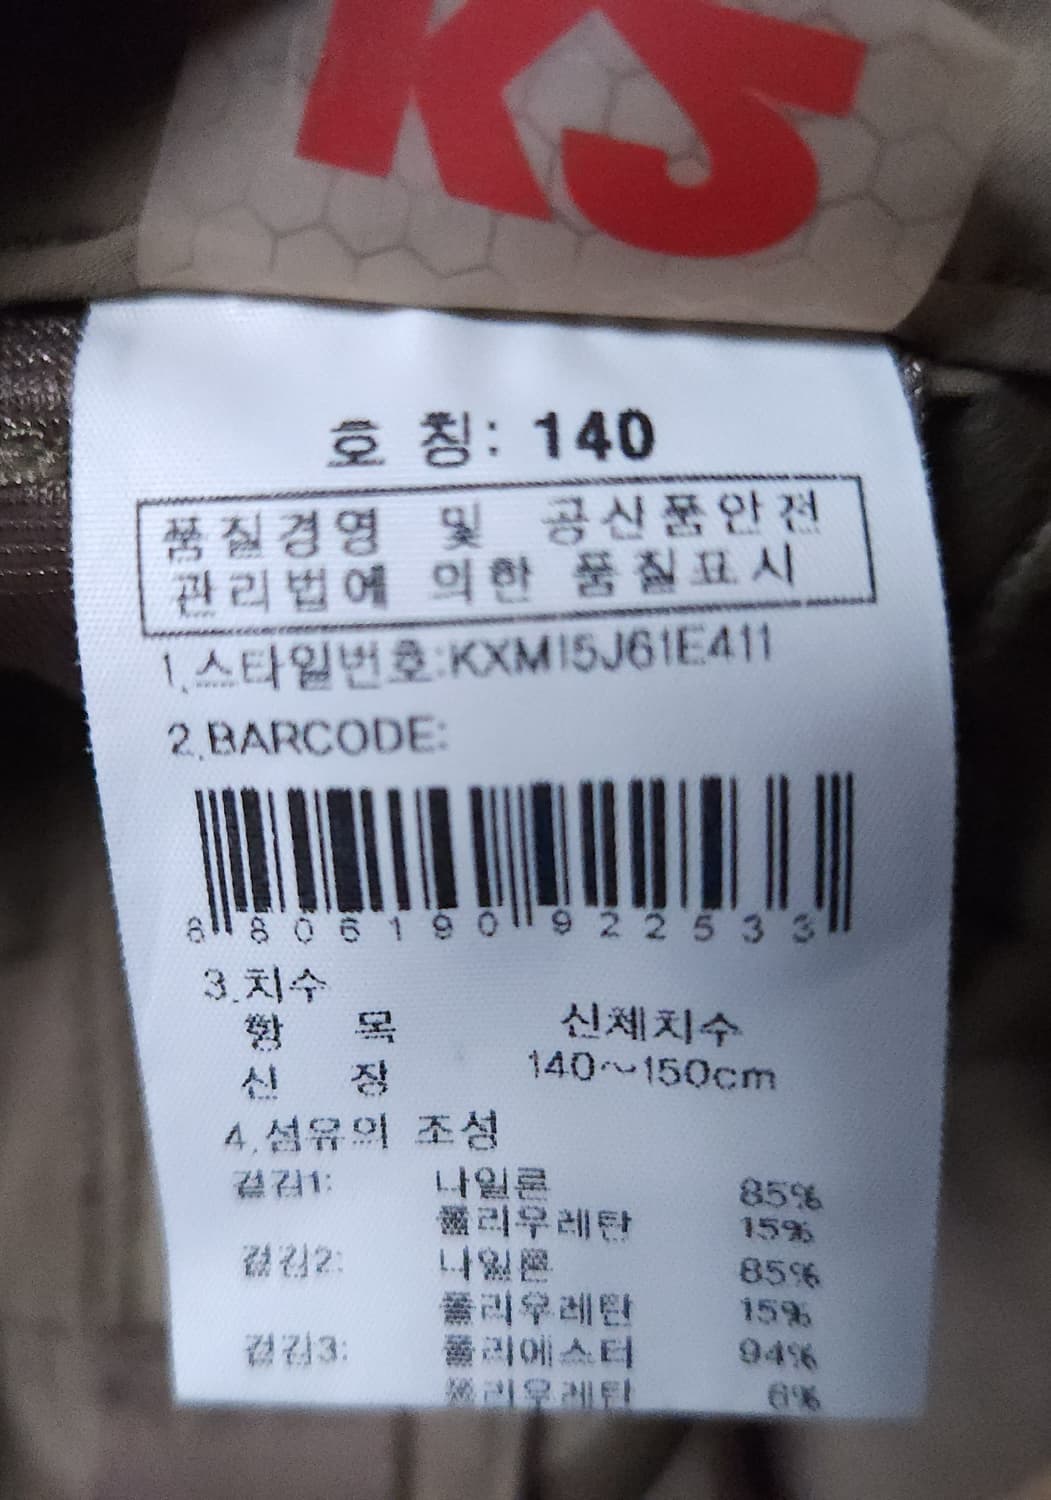 K5
호 칭: 140
품질경영 및 공산품안전
관리법에 의한 품질표시
1.스타일번호:KXM15J61E411
2.BARCODE:
8 806190 922533
3.치수
항 목 신체치수
신 장 140~150cm
4.섬유의 조성
겉감1: 나일론 85%
폴리우레탄 15%
겉감2: 나일론 85%
폴리우레탄 15%
겉감3: 폴리에스터 94%
폴리우레탄 6%